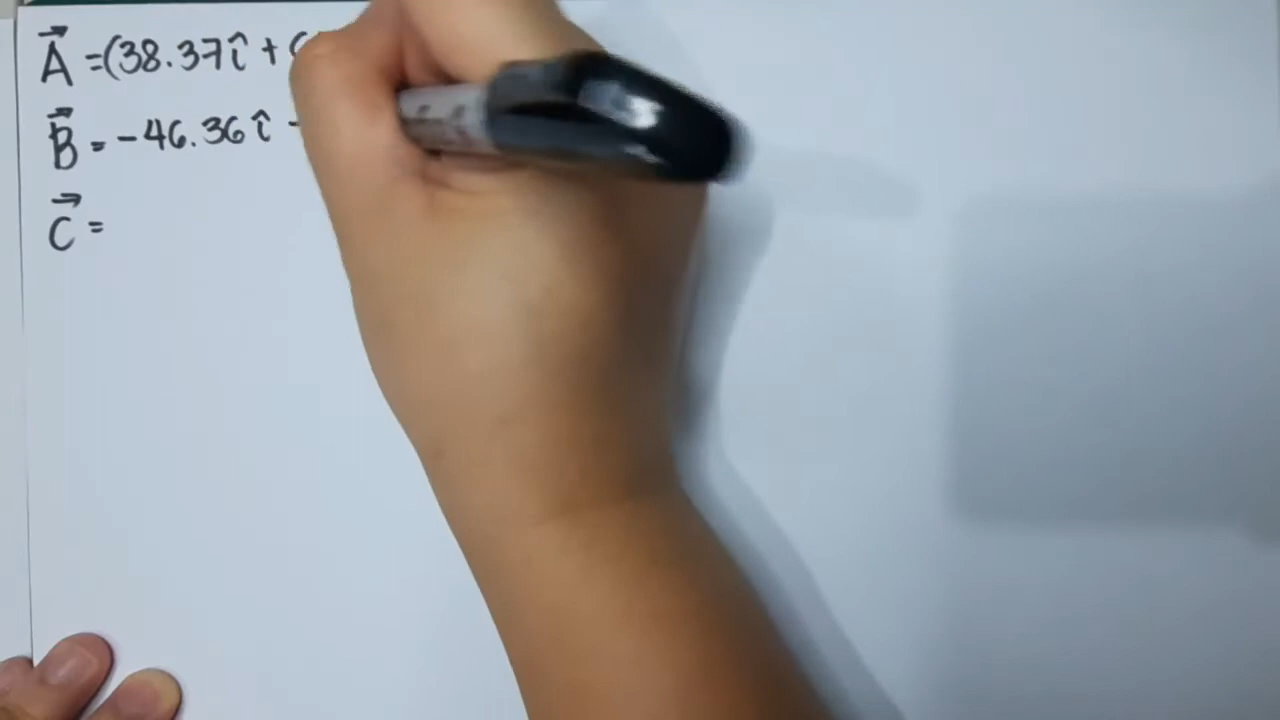 A⃗ = (38.37î +
B⃗ = -46.36î -
C⃗ =